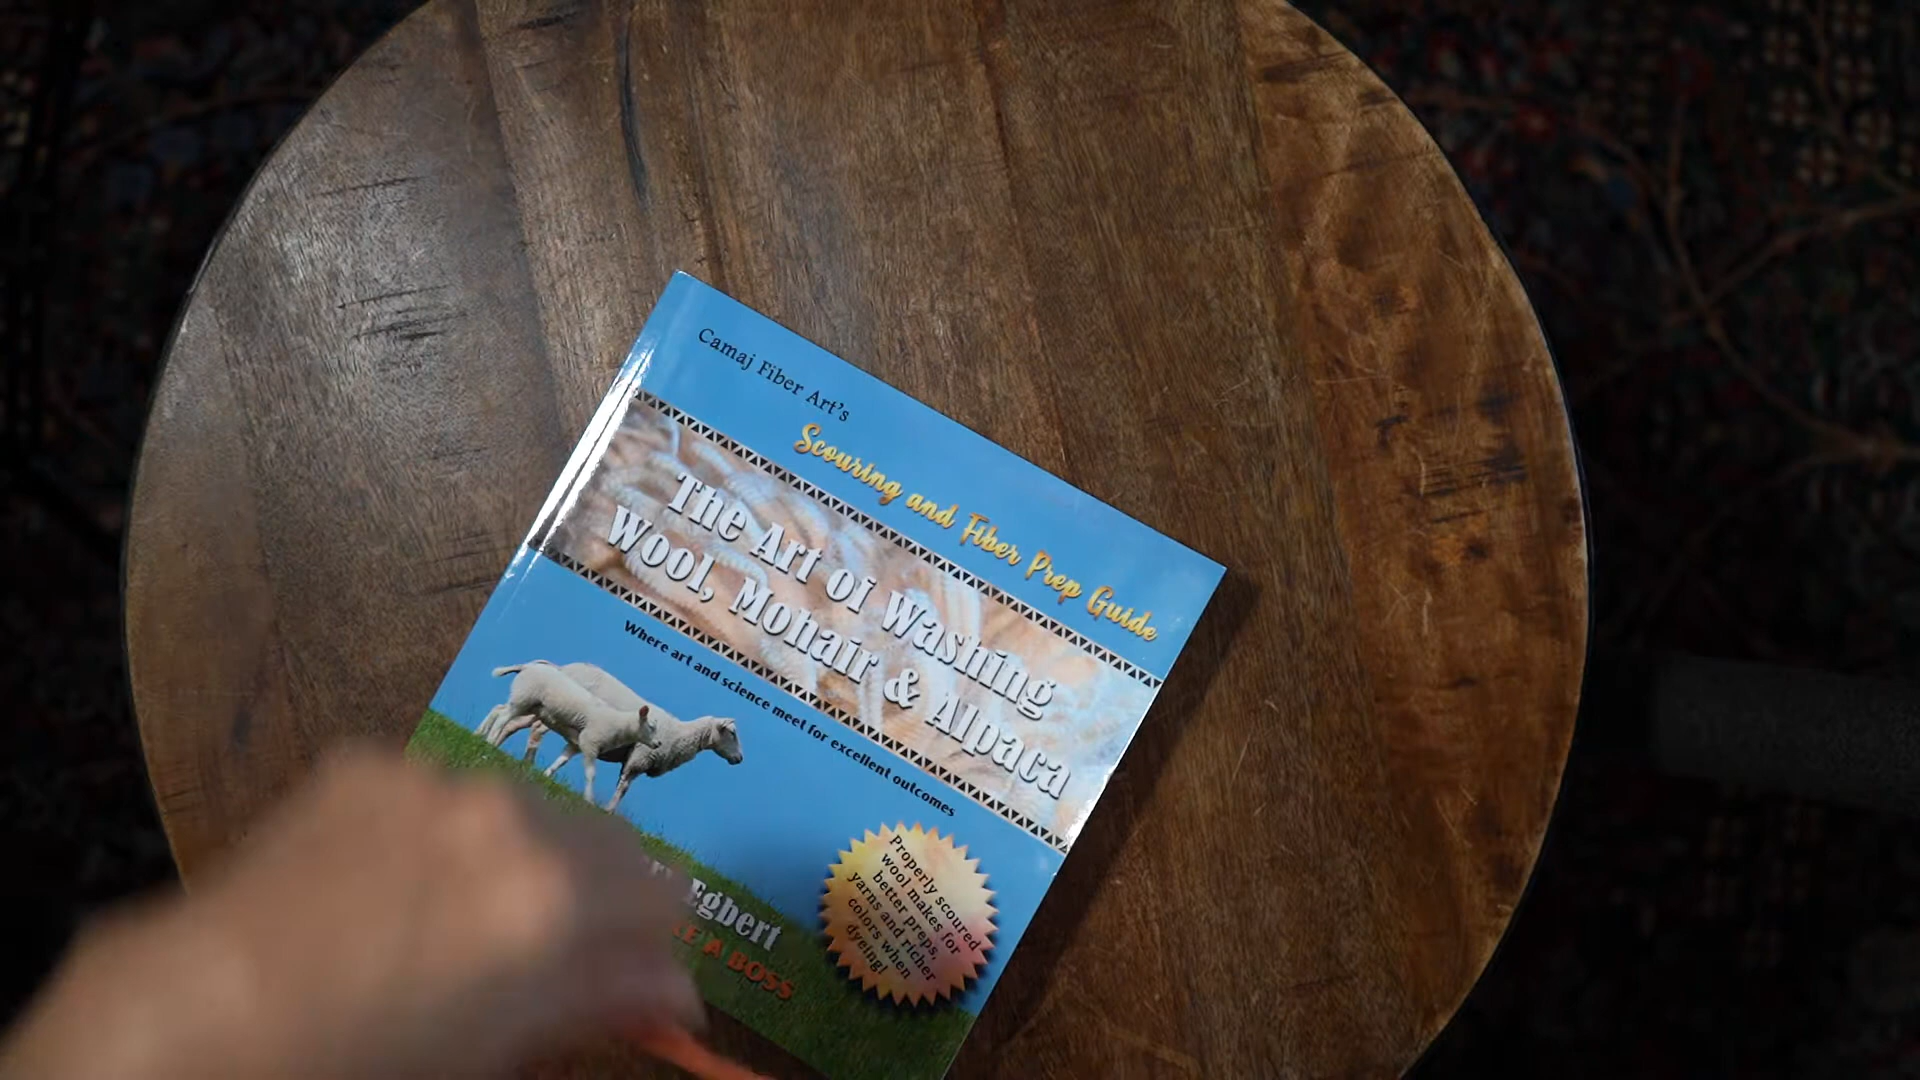 Camaj Fiber Art's
Scouring and Fiber Prep Guide
The Art of Washing
Wool, Mohair & Alpaca
Where art and science meet for excellent outcomes
Properly scoured
wool makes for
better preps,
yarns and richer
colors when
dyeing!
Egbert
A BOSS